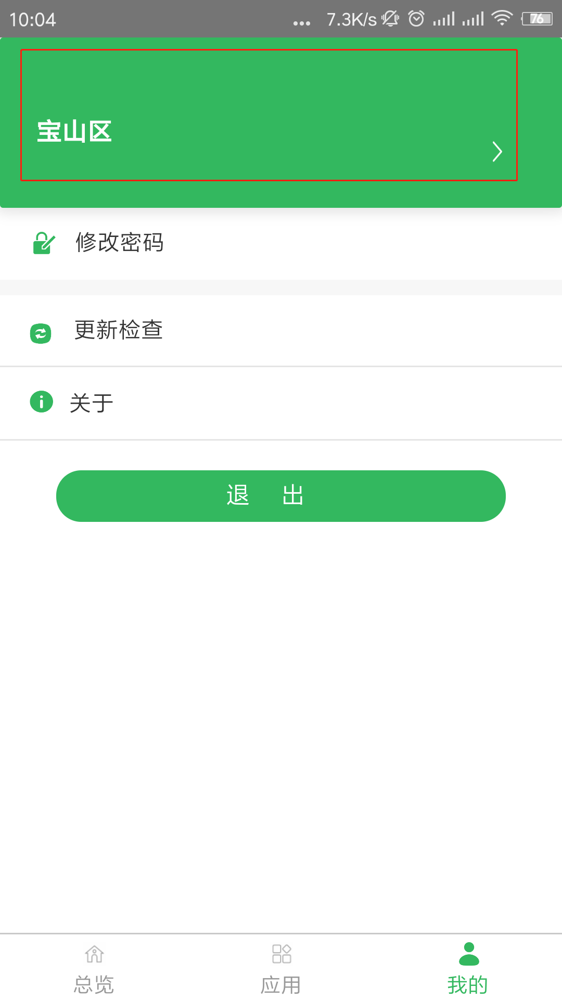 10:04 ... 7.3K/s 76
宝山区
修改密码
更新检查
关于
退 出
总览 应用 我的